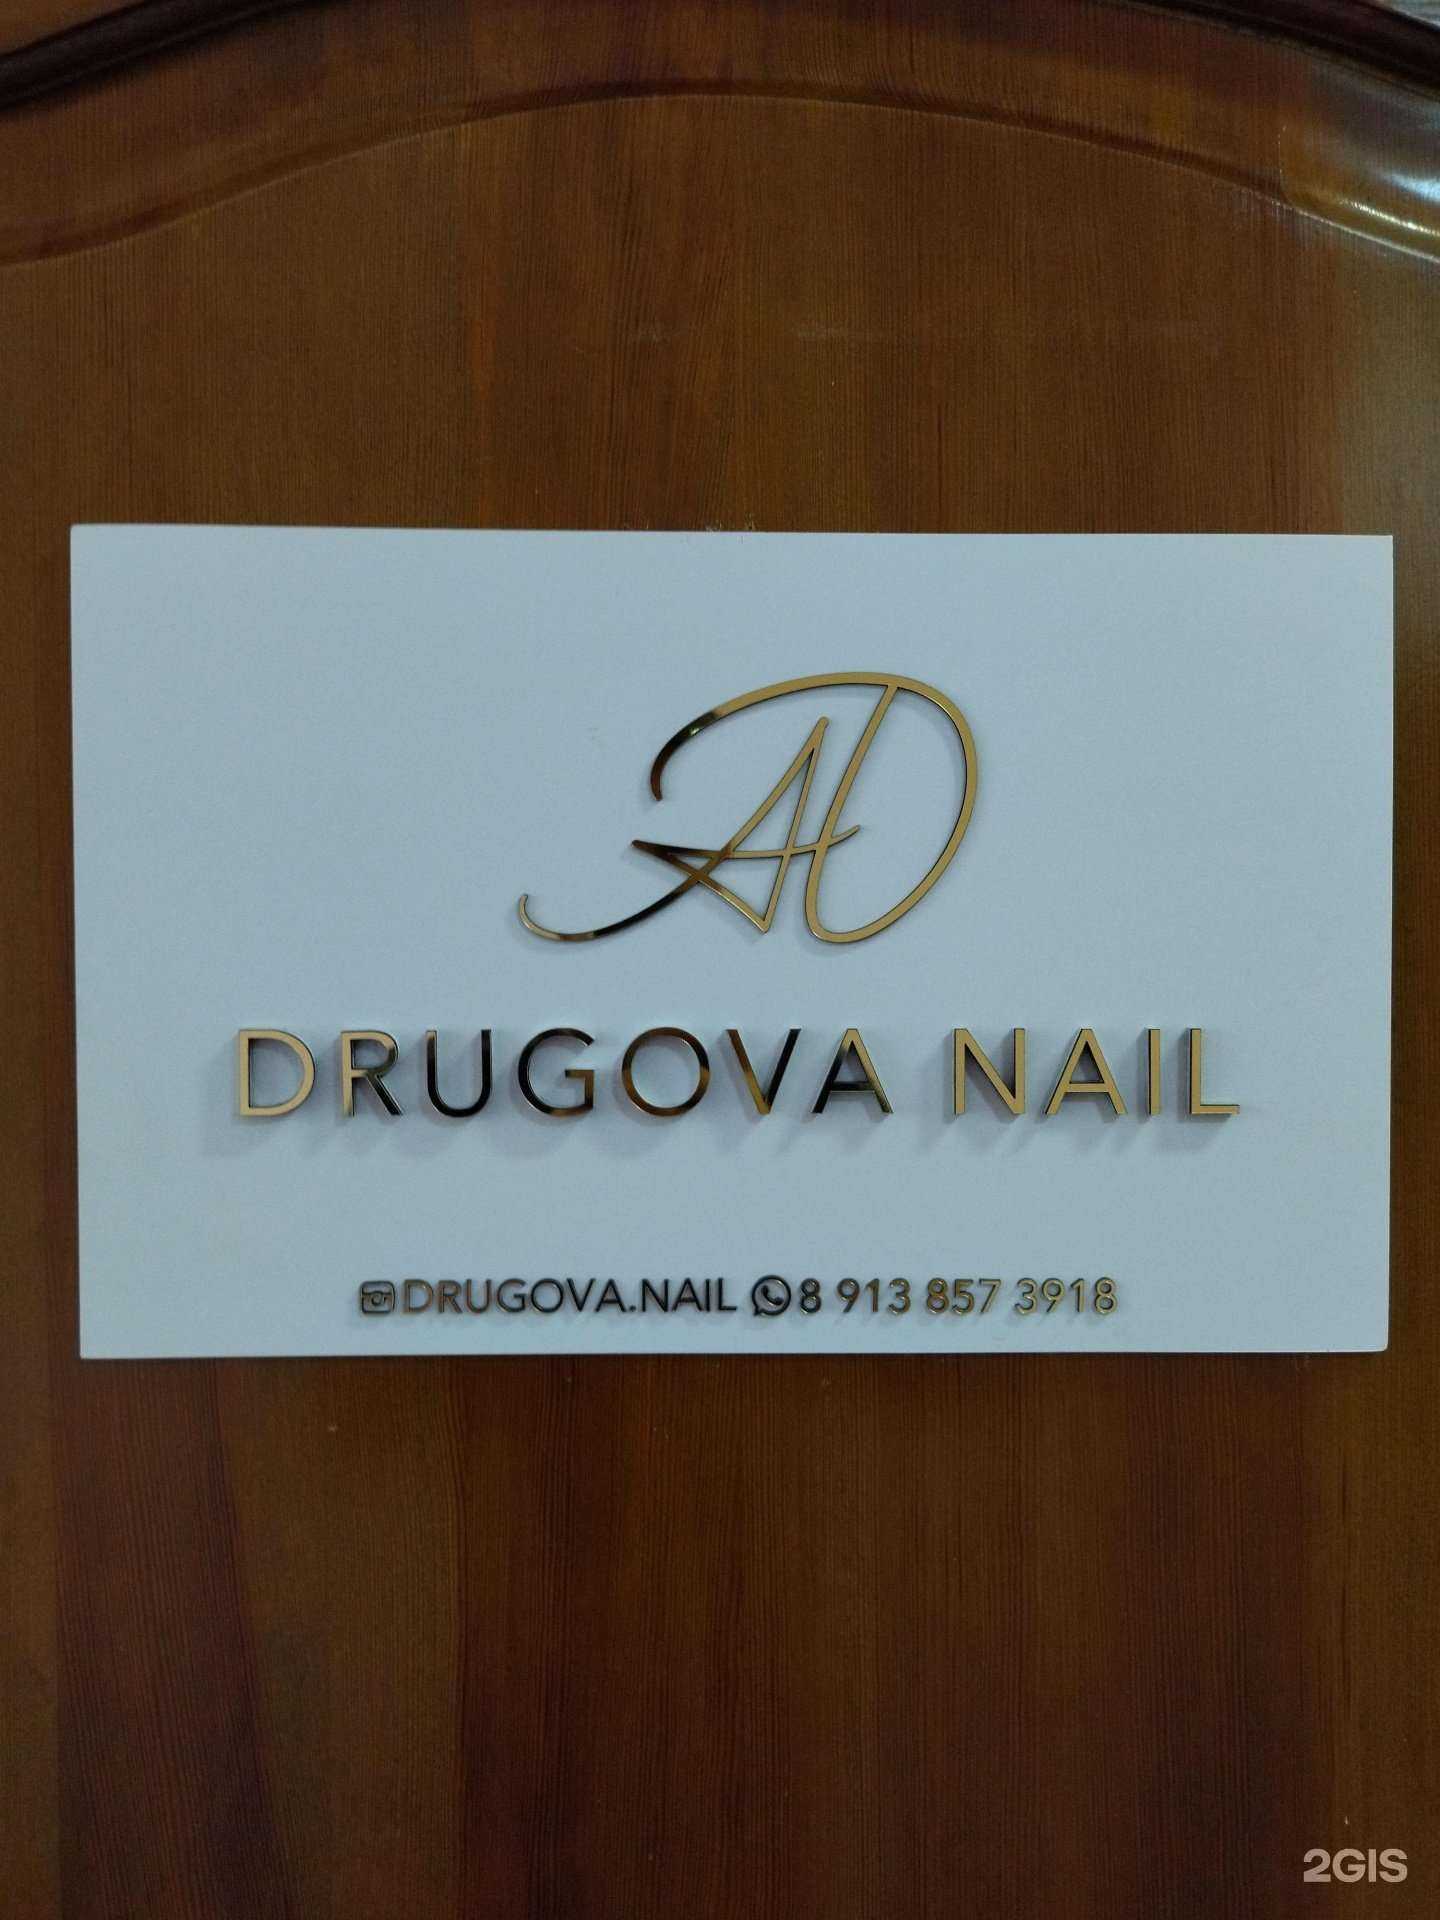 AD
DRUGOVA NAIL
DRUGOVA.NAIL 8 913 857 3918
2GIS